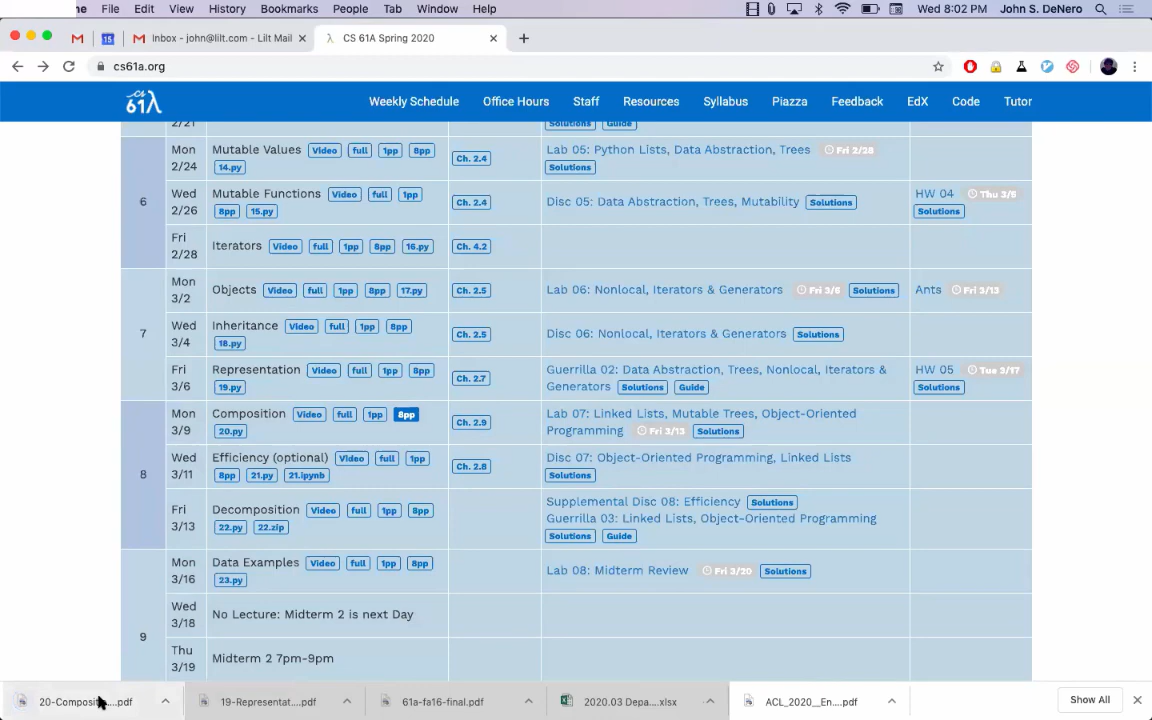 me File Edit View History Bookmarks People Tab Window Help Wed 8:02 PM John S. DeNero
Inbox - john@lilt.com - Lilt Mail CS 61A Spring 2020
cs61a.org
CS 61A Weekly Schedule Office Hours Staff Resources Syllabus Piazza Feedback EdX Code Tutor
2/21 Solutions Guide
6
Mon 2/24 Mutable Values Video full 1pp 8pp Ch. 2.4 Lab 05: Python Lists, Data Abstraction, Trees Fri 2/28
14.py Solutions
Wed 2/26 Mutable Functions Video full 1pp Ch. 2.4 Disc 05: Data Abstraction, Trees, Mutability Solutions HW 04 Thu 3/5
8pp 15.py Solutions
Fri 2/28 Iterators Video full 1pp 8pp 16.py Ch. 4.2
7
Mon 3/2 Objects Video full 1pp 8pp 17.py Ch. 2.5 Lab 06: Nonlocal, Iterators & Generators Fri 3/6 Solutions Ants Fri 3/13
Wed 3/4 Inheritance Video full 1pp 8pp Ch. 2.5 Disc 06: Nonlocal, Iterators & Generators Solutions
18.py
Fri 3/6 Representation Video full 1pp 8pp Ch. 2.7 Guerrilla 02: Data Abstraction, Trees, Nonlocal, Iterators & HW 05 Tue 3/17
19.py Generators Solutions Guide Solutions
8
Mon 3/9 Composition Video full 1pp 8pp Ch. 2.9 Lab 07: Linked Lists, Mutable Trees, Object-Oriented
20.py Programming Fri 3/13 Solutions
Wed 3/11 Efficiency (optional) Video full 1pp Ch. 2.8 Disc 07: Object-Oriented Programming, Linked Lists
8pp 21.py 21.ipynb Solutions
Fri 3/13 Decomposition Video full 1pp 8pp Supplemental Disc 08: Efficiency Solutions
22.py 22.zip Guerrilla 03: Linked Lists, Object-Oriented Programming
Solutions Guide
9
Mon 3/16 Data Examples Video full 1pp 8pp Lab 08: Midterm Review Fri 3/20 Solutions
23.py
Wed 3/18 No Lecture: Midterm 2 is next Day
Thu 3/19 Midterm 2 7pm-9pm
20-Composit....pdf 19-Representat....pdf 61a-fa16-final.pdf 2020.03 Depa....xlsx ACL_2020__En....pdf Show All